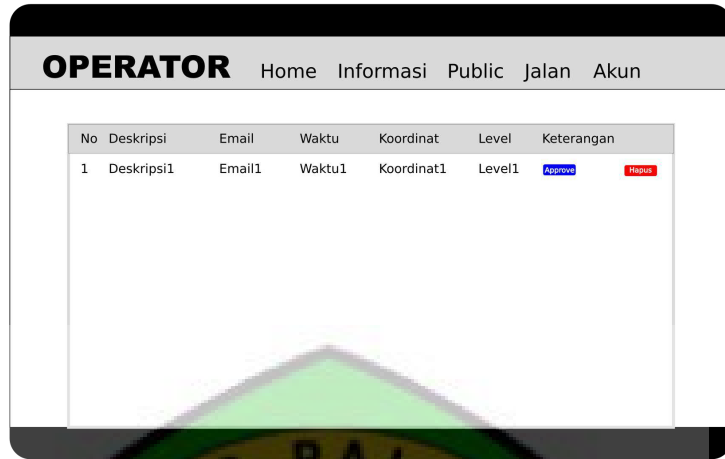 OPERATOR Home Informasi Public Jalan Akun
No Deskripsi Email Waktu Koordinat Level Keterangan
1 Deskripsi1 Email1 Waktu1 Koordinat1 Level1 Approve Hapus